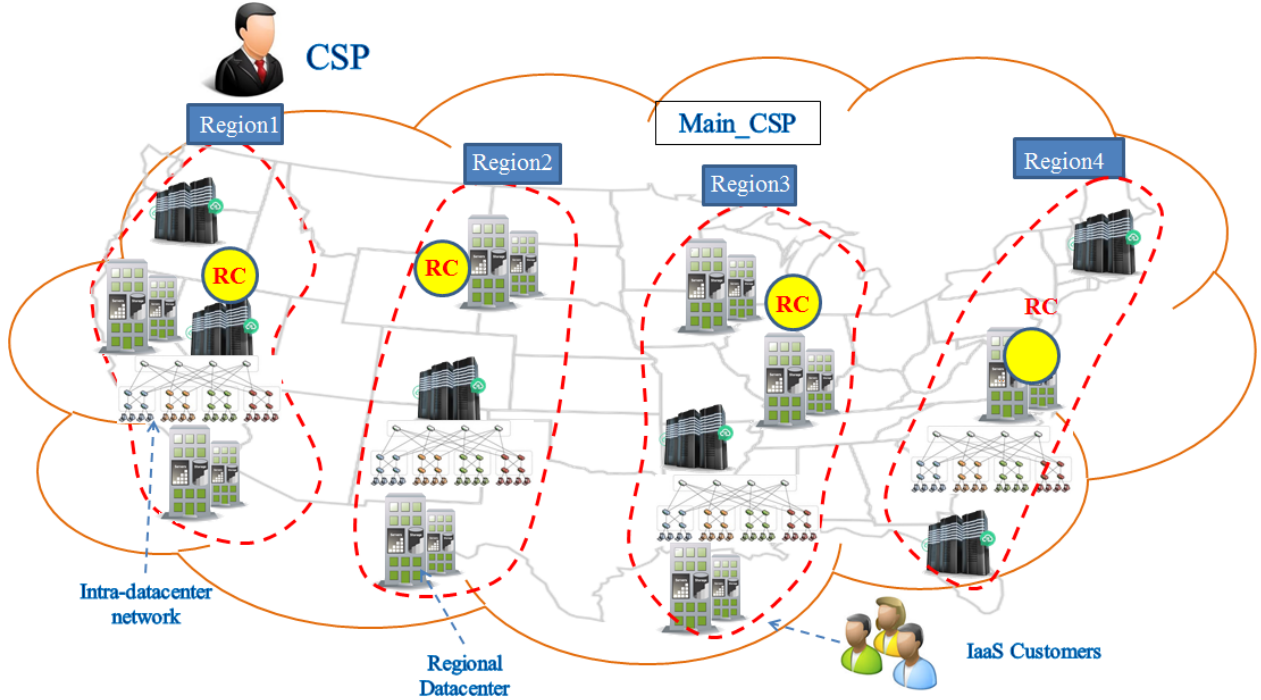 CSP
Main_CSP
Region1
Region2
Region3
Region4
RC
RC
RC
RC
Intra-datacenter
network
Regional
Datacenter
IaaS Customers